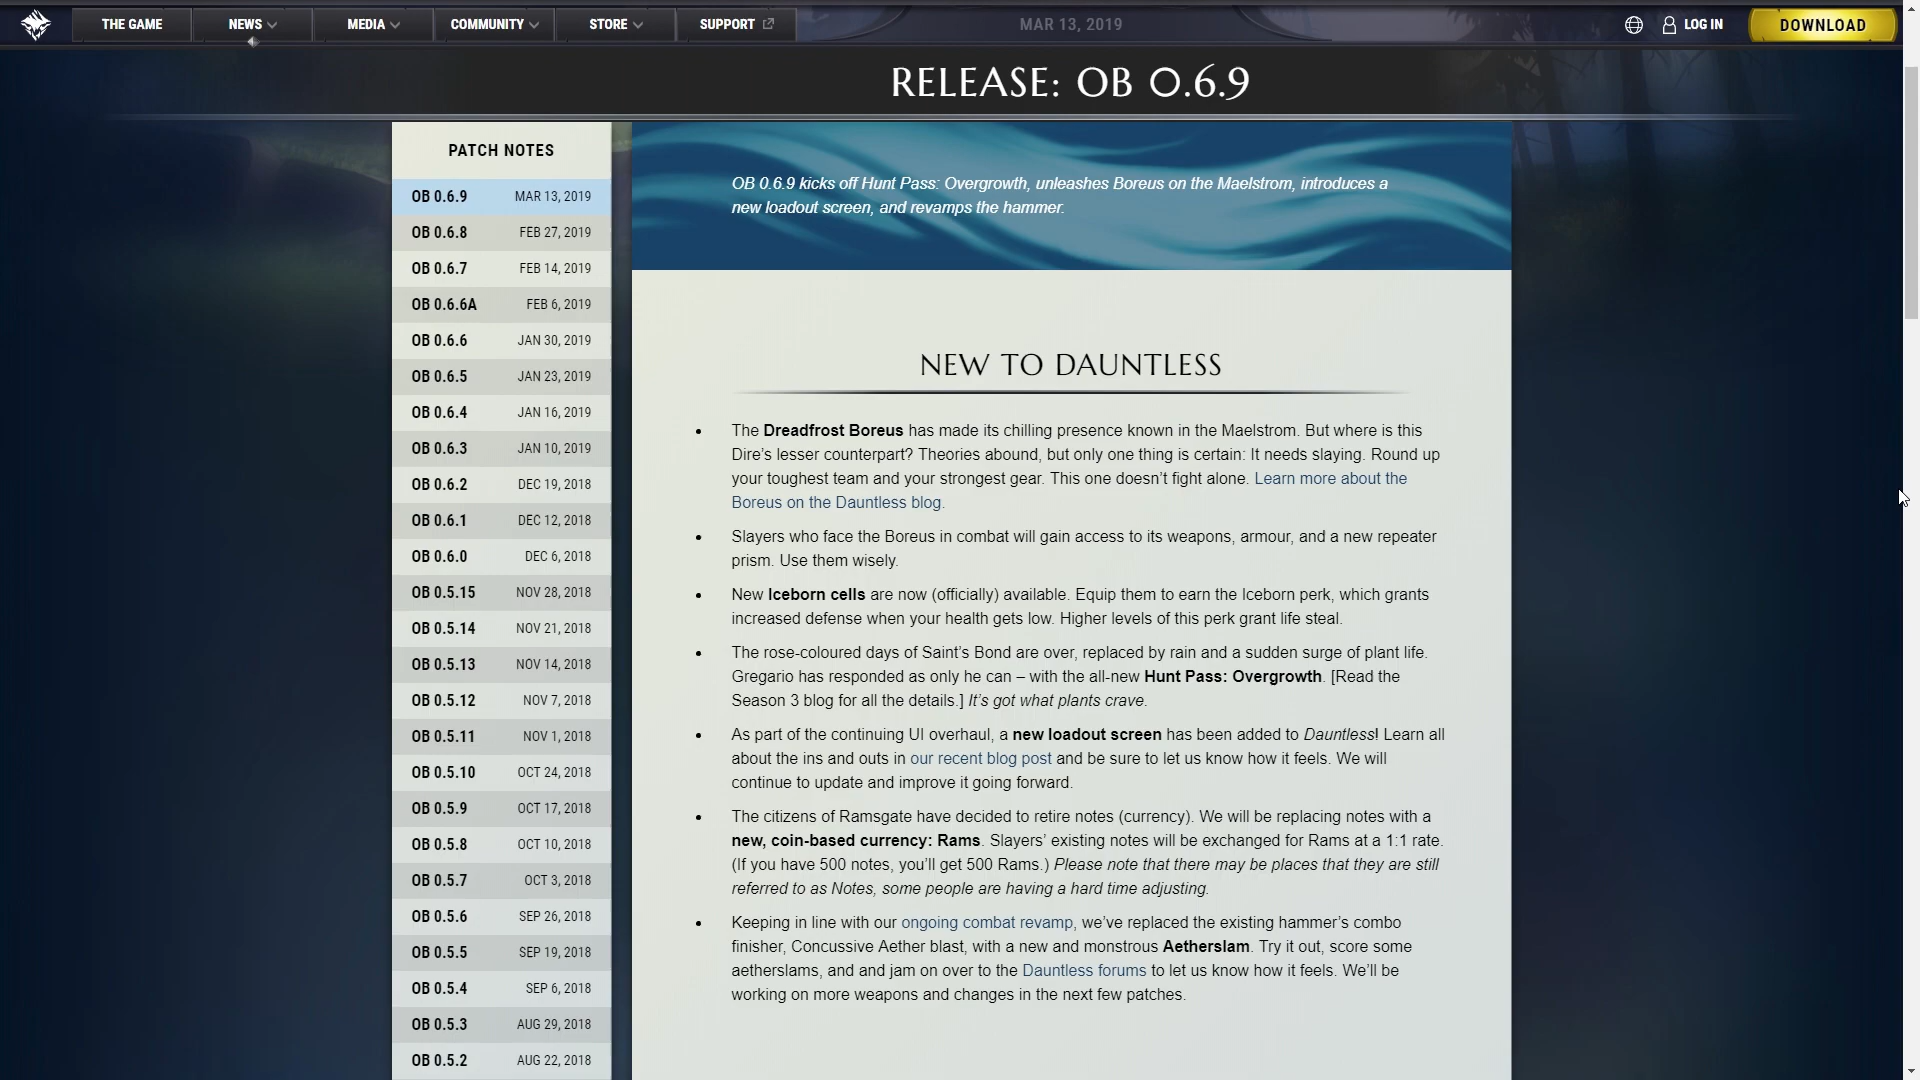 THE GAME
NEWS
MEDIA
COMMUNITY
STORE
SUPPORT
MAR 13, 2019
LOG IN
DOWNLOAD
RELEASE: OB 0.6.9
PATCH NOTES
OB 0.6.9 MAR 13, 2019
OB 0.6.8 FEB 27, 2019
OB 0.6.7 FEB 14, 2019
OB 0.6.6A FEB 6, 2019
OB 0.6.6 JAN 30, 2019
OB 0.6.5 JAN 23, 2019
OB 0.6.4 JAN 16, 2019
OB 0.6.3 JAN 10, 2019
OB 0.6.2 DEC 19, 2018
OB 0.6.1 DEC 12, 2018
OB 0.6.0 DEC 6, 2018
OB 0.5.15 NOV 28, 2018
OB 0.5.14 NOV 21, 2018
OB 0.5.13 NOV 14, 2018
OB 0.5.12 NOV 7, 2018
OB 0.5.11 NOV 1, 2018
OB 0.5.10 OCT 24, 2018
OB 0.5.9 OCT 17, 2018
OB 0.5.8 OCT 10, 2018
OB 0.5.7 OCT 3, 2018
OB 0.5.6 SEP 26, 2018
OB 0.5.5 SEP 19, 2018
OB 0.5.4 SEP 6, 2018
OB 0.5.3 AUG 29, 2018
OB 0.5.2 AUG 22, 2018
OB 0.6.9 kicks off Hunt Pass: Overgrowth, unleashes Boreus on the Maelstrom, introduces a
new loadout screen, and revamps the hammer.
NEW TO DAUNTLESS
• The Dreadfrost Boreus has made its chilling presence known in the Maelstrom. But where is this
Dire's lesser counterpart? Theories abound, but only one thing is certain: It needs slaying. Round up
your toughest team and your strongest gear. This one doesn't fight alone. Learn more about the
Boreus on the Dauntless blog.
• Slayers who face the Boreus in combat will gain access to its weapons, armour, and a new repeater
prism. Use them wisely.
• New Iceborn cells are now (officially) available. Equip them to earn the Iceborn perk, which grants
increased defense when your health gets low. Higher levels of this perk grant life steal.
• The rose-coloured days of Saint's Bond are over, replaced by rain and a sudden surge of plant life.
Gregario has responded as only he can – with the all-new Hunt Pass: Overgrowth. [Read the
Season 3 blog for all the details.] It's got what plants crave.
• As part of the continuing UI overhaul, a new loadout screen has been added to Dauntless! Learn all
about the ins and outs in our recent blog post and be sure to let us know how it feels. We will
continue to update and improve it going forward.
• The citizens of Ramsgate have decided to retire notes (currency). We will be replacing notes with a
new, coin-based currency: Rams. Slayers' existing notes will be exchanged for Rams at a 1:1 rate.
(If you have 500 notes, you'll get 500 Rams.) Please note that there may be places that they are still
referred to as Notes, some people are having a hard time adjusting.
• Keeping in line with our ongoing combat revamp, we've replaced the existing hammer's combo
finisher, Concussive Aether blast, with a new and monstrous Aetherslam. Try it out, score some
aetherslams, and and jam on over to the Dauntless forums to let us know how it feels. We'll be
working on more weapons and changes in the next few patches.